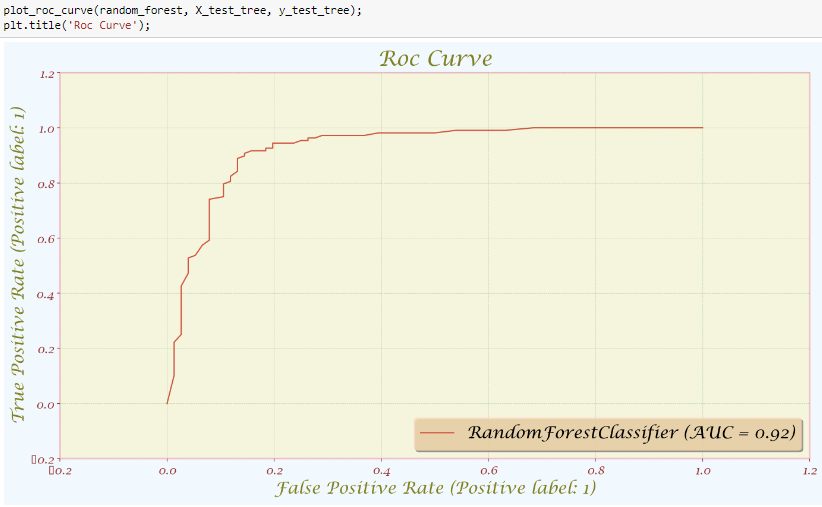 plot_roc_curve(random_forest, X_test_tree, y_test_tree);
plt.title('Roc Curve');
Roc Curve
True Positive Rate (Positive label: 1)
1.2
1.0
0.8
0.6
0.4
0.2
0.0
▯0.2
▯0.2
0.0
0.2
0.4
0.6
0.8
1.0
1.2
RandomForestClassifier (AUC = 0.92)
False Positive Rate (Positive label: 1)